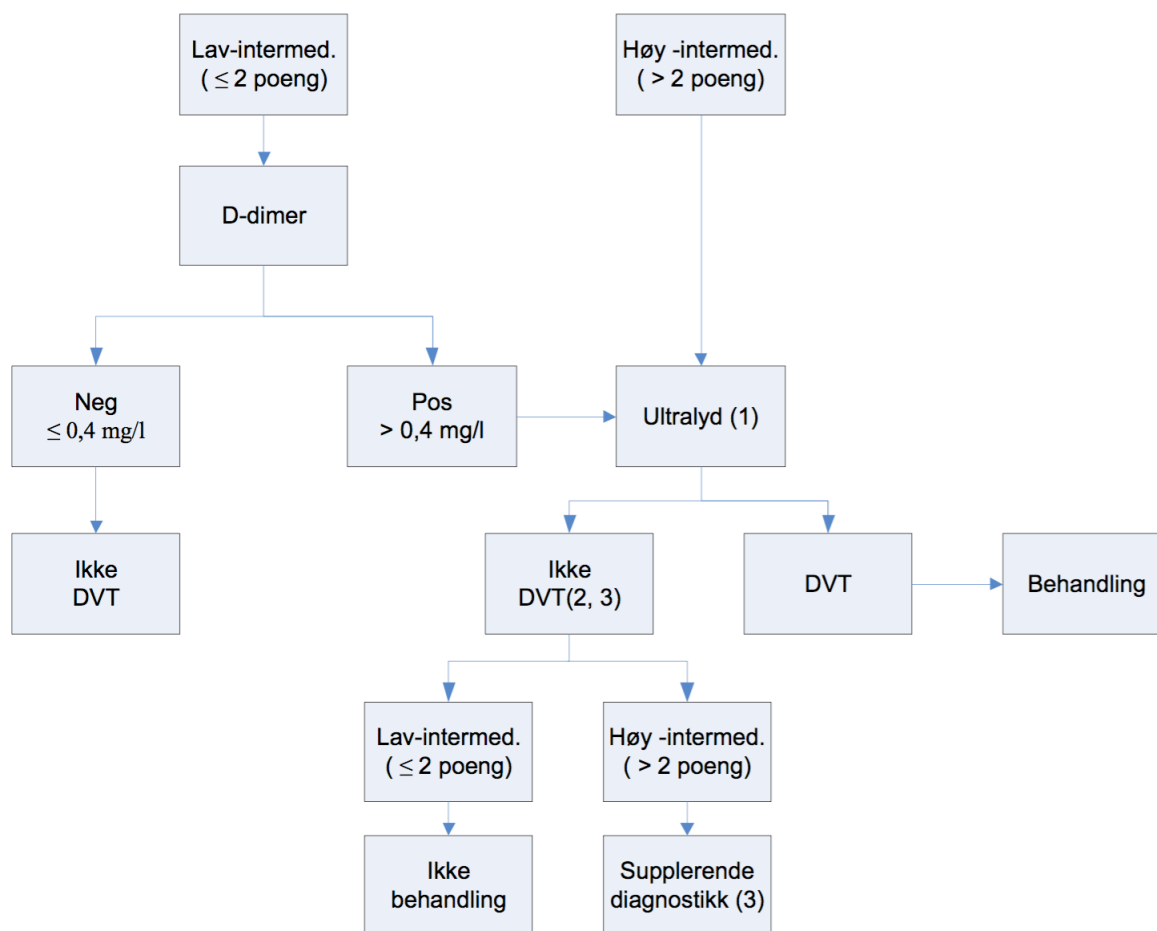 Lav-intermed.
( ≤ 2 poeng)
Høy -intermed.
( > 2 poeng)
D-dimer
Neg
≤ 0,4 mg/l
Pos
> 0,4 mg/l
Ultralyd (1)
Ikke
DVT
Ikke
DVT(2, 3)
DVT
Behandling
Lav-intermed.
( ≤ 2 poeng)
Høy -intermed.
( > 2 poeng)
Ikke
behandling
Supplerende
diagnostikk (3)